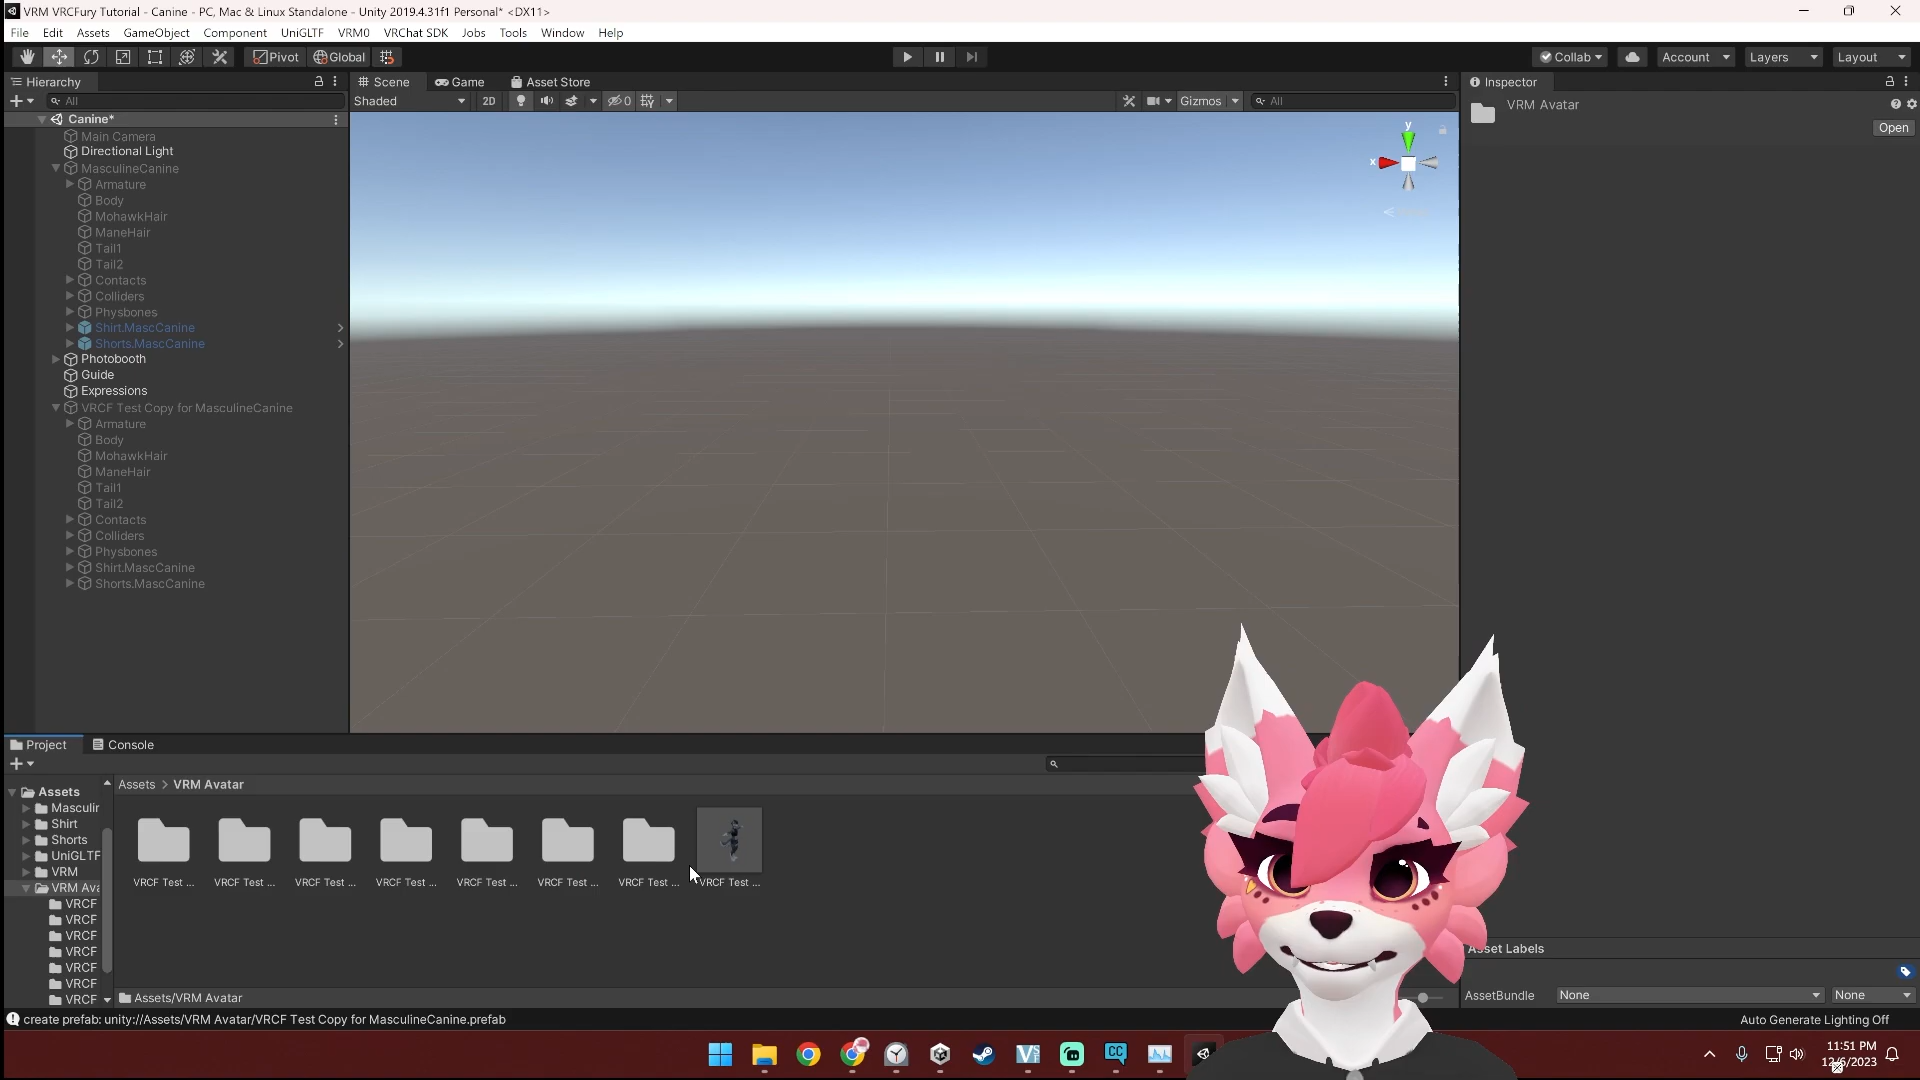 VRM VRCFury Tutorial - Canine - PC, Mac & Linux Standalone - Unity 2019.4.31f1 Personal* <DX11>
File Edit Assets GameObject Component UniGLTF VRM0 VRChat SDK Jobs Tools Window Help
Pivot Global Collab Account Layers Layout
Hierarchy Scene Game Asset Store Inspector
All Shaded 2D 0 Gizmos All
VRM Avatar
Open
Canine*
Main Camera
Directional Light
MasculineCanine
Armature
Body
MohawkHair
ManeHair
Tail1
Tail2
Contacts
Colliders
Physbones
Shirt.MascCanine
Shorts.MascCanine
Photobooth
Guide
Expressions
VRCF Test Copy for MasculineCanine
Armature
Body
MohawkHair
ManeHair
Tail1
Tail2
Contacts
Colliders
Physbones
Shirt.MascCanine
Shorts.MascCanine
y
x
Project Console
Assets
Masculir
Shirt
Shorts
UniGLTF
VRM
VRM Ava
VRCF
VRCF
VRCF
VRCF
VRCF
VRCF
VRCF
Assets > VRM Avatar
VRCF Test ... VRCF Test ... VRCF Test ... VRCF Test ... VRCF Test ... VRCF Test ... VRCF Test ... VRCF Test ...
Assets/VRM Avatar
Asset Labels
AssetBundle None None
create prefab: unity://Assets/VRM Avatar/VRCF Test Copy for MasculineCanine.prefab
Auto Generate Lighting Off
CC
11:51 PM
12/6/2023